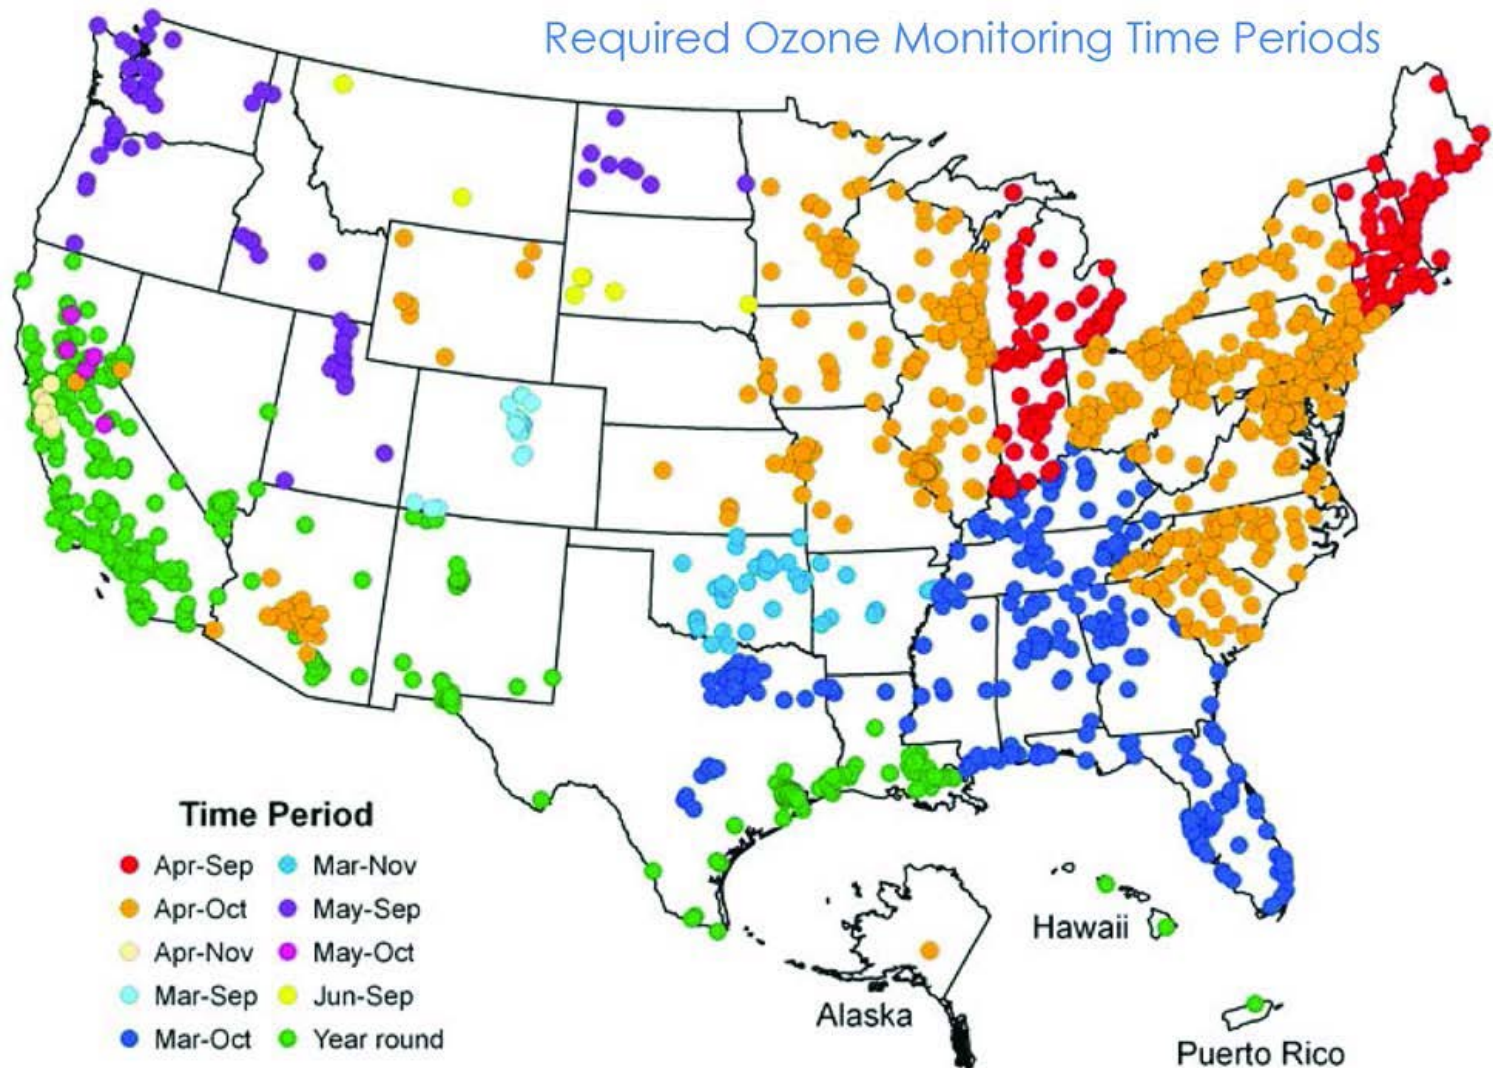 Required Ozone Monitoring Time Periods
Time Period
Apr-Sep
Apr-Oct
Apr-Nov
Mar-Sep
Mar-Oct
Mar-Nov
May-Sep
May-Oct
Jun-Sep
Year round
Alaska
Hawaii
Puerto Rico